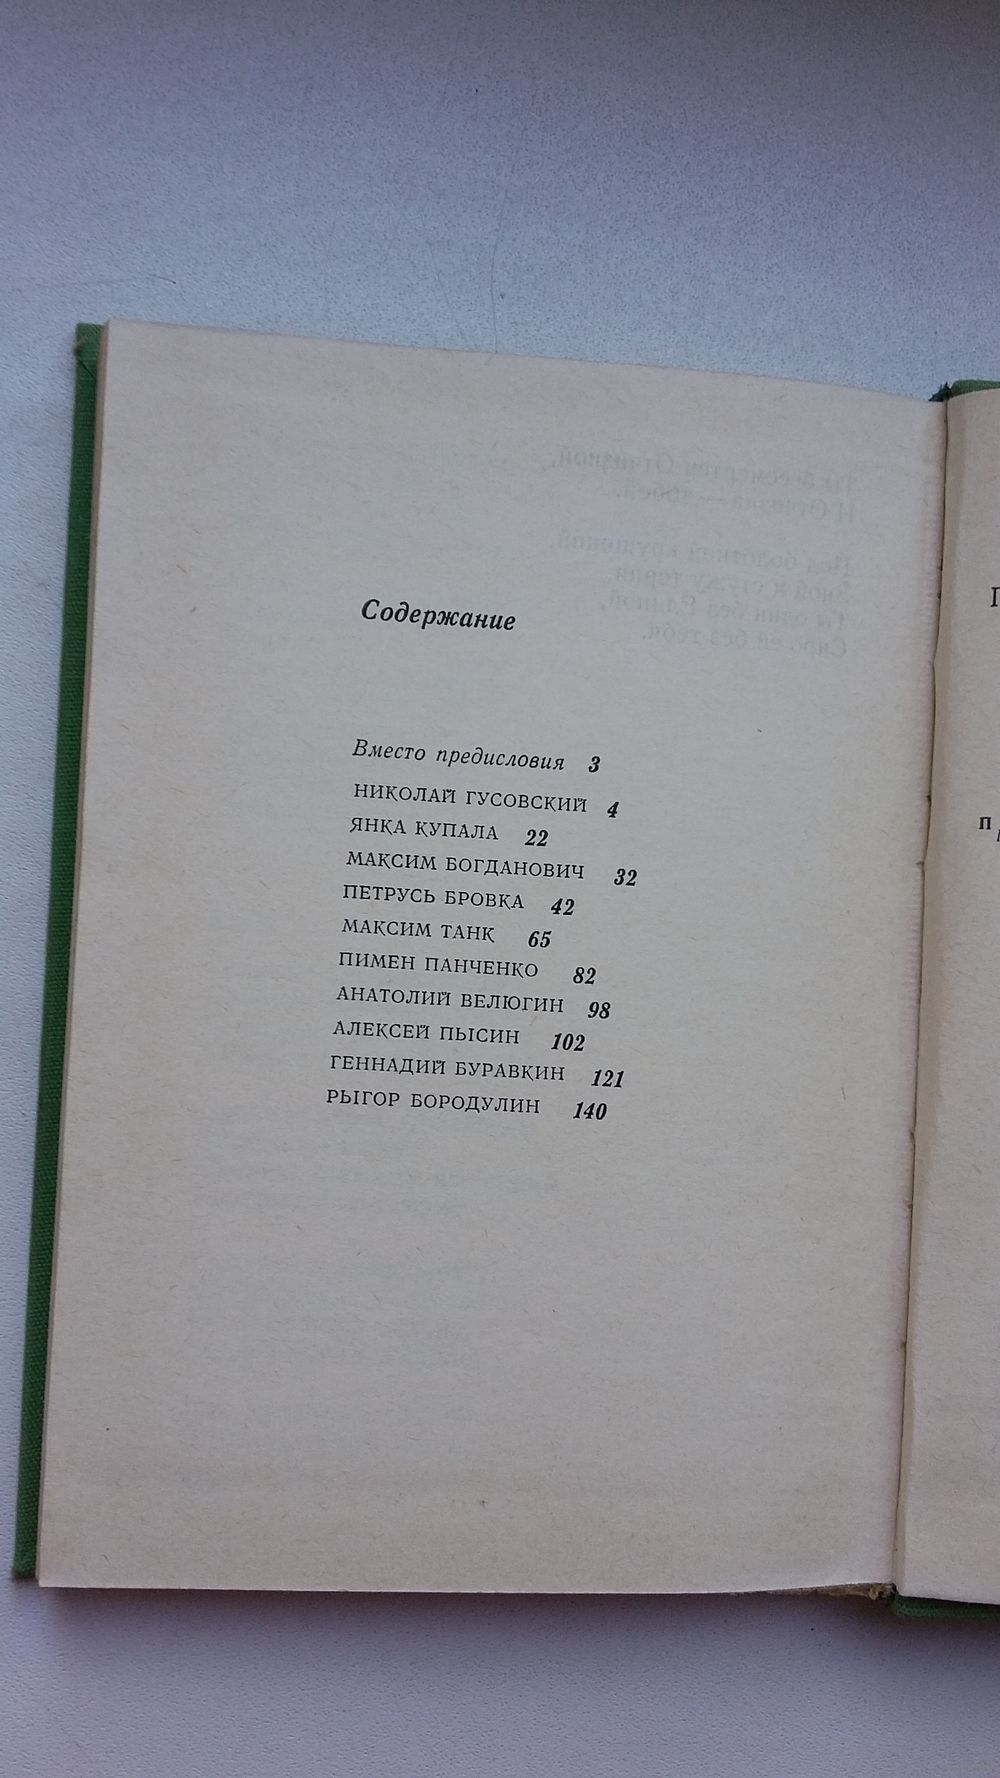 Содержание
Вместо предисловия 3
НИКОЛАЙ ГУСОВСКИЙ 4
ЯНКА КУПАЛА 22
МАКСИМ БОГДАНОВИЧ 32
ПЕТРУСЬ БРОВКА 42
МАКСИМ ТАНК 65
ПИМЕН ПАНЧЕНКО 82
АНАТОЛИЙ ВЕЛЮГИН 98
АЛЕКСЕЙ ПЫСИН 102
ГЕННАДИЙ БУРАВКИН 121
РЫГОР БОРОДУЛИН 140